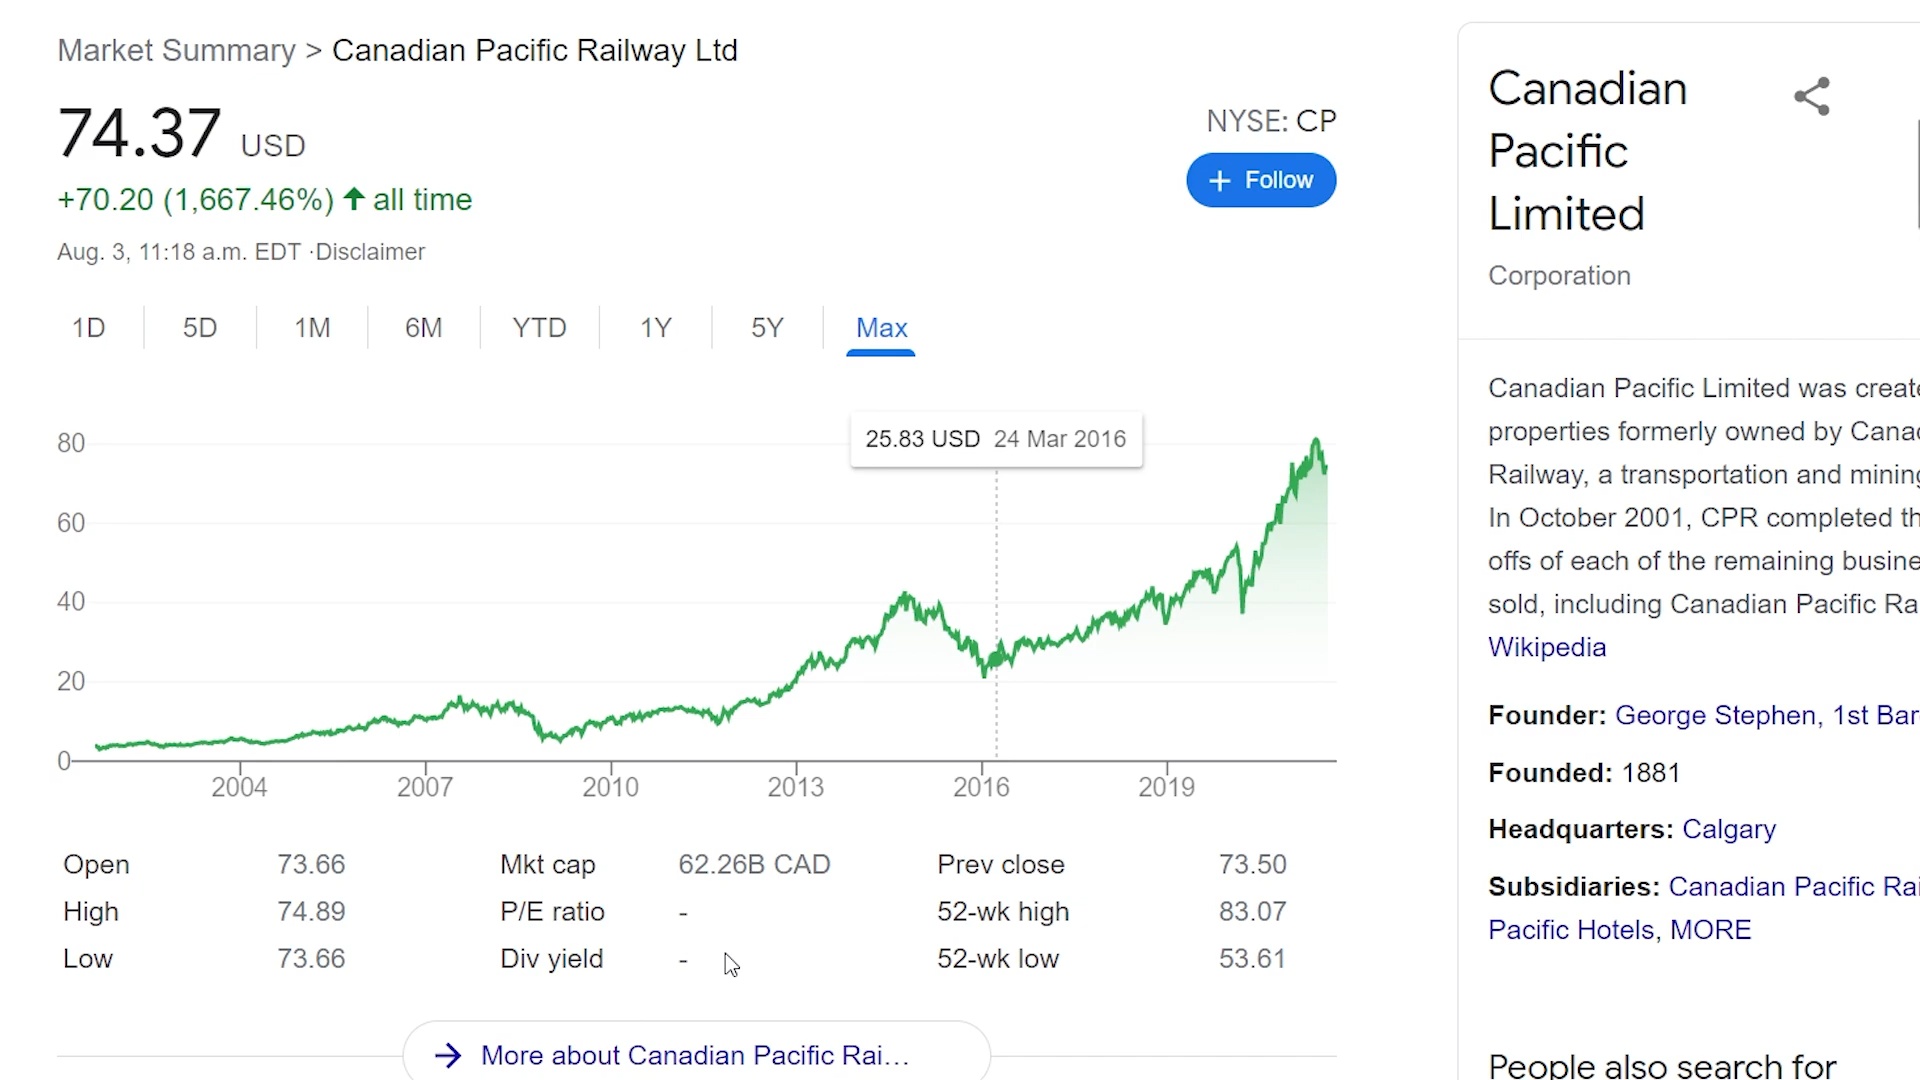 Market Summary > Canadian Pacific Railway Ltd
74.37 USD
+70.20 (1,667.46%) ↑ all time
Aug. 3, 11:18 a.m. EDT ·Disclaimer
NYSE: CP
+ Follow
1D 5D 1M 6M YTD 1Y 5Y Max
25.83 USD 24 Mar 2016
80
60
40
20
0
2004 2007 2010 2013 2016 2019
Open 73.66 Mkt cap 62.26B CAD Prev close 73.50
High 74.89 P/E ratio - 52-wk high 83.07
Low 73.66 Div yield - 52-wk low 53.61
→ More about Canadian Pacific Rai...
Canadian
Pacific
Limited
Corporation
Canadian Pacific Limited was create
properties formerly owned by Cana
Railway, a transportation and mining
In October 2001, CPR completed th
offs of each of the remaining busine
sold, including Canadian Pacific Ra
Wikipedia
Founder: George Stephen, 1st Bar
Founded: 1881
Headquarters: Calgary
Subsidiaries: Canadian Pacific Rai
Pacific Hotels, MORE
People also search for